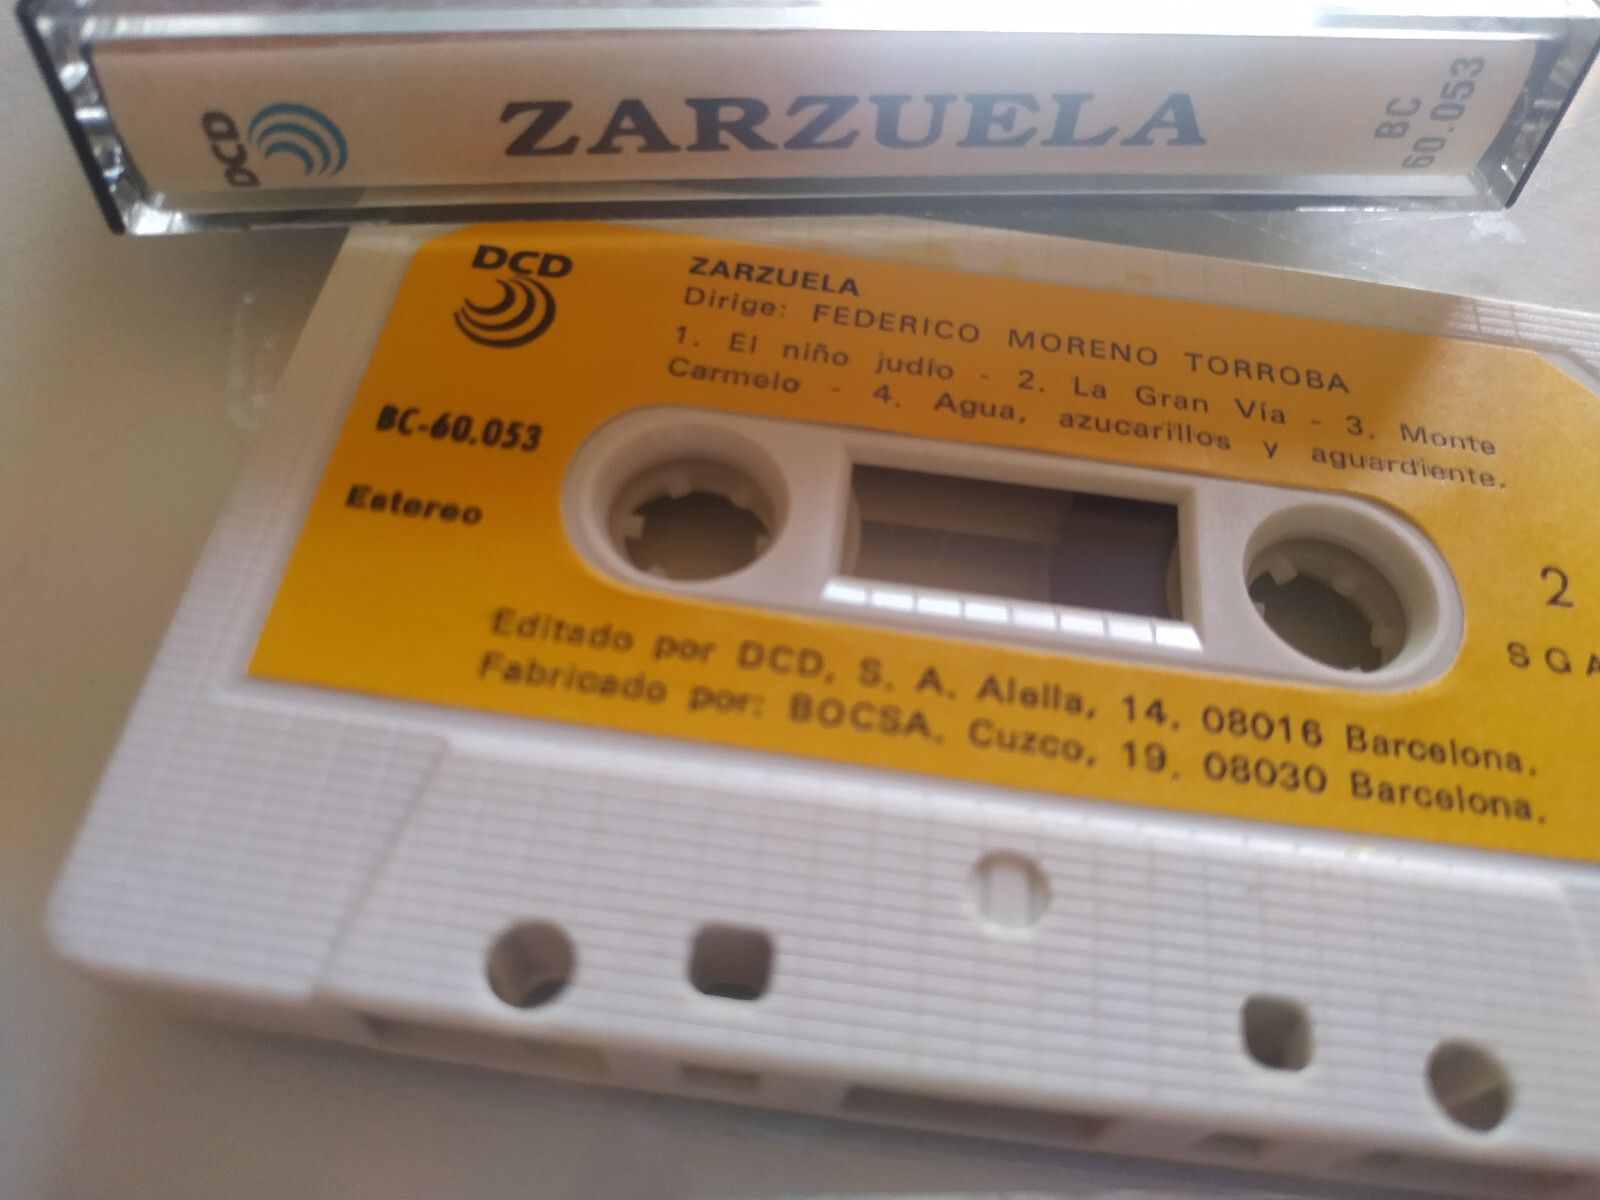 DCD
ZARZUELA
BC
60.053
DCD
ZARZUELA
Dirige: FEDERICO MORENO TORROBA
1. El niño judío - 2. La Gran Vía - 3. Monte
Carmelo - 4. Agua, azucarillos y aguardiente.
BC-60.053
Estereo
2
SGA
Editado por DCD, S. A. Alella, 14. 08016 Barcelona.
Fabricado por: BOCSA. Cuzco, 19. 08030 Barcelona.